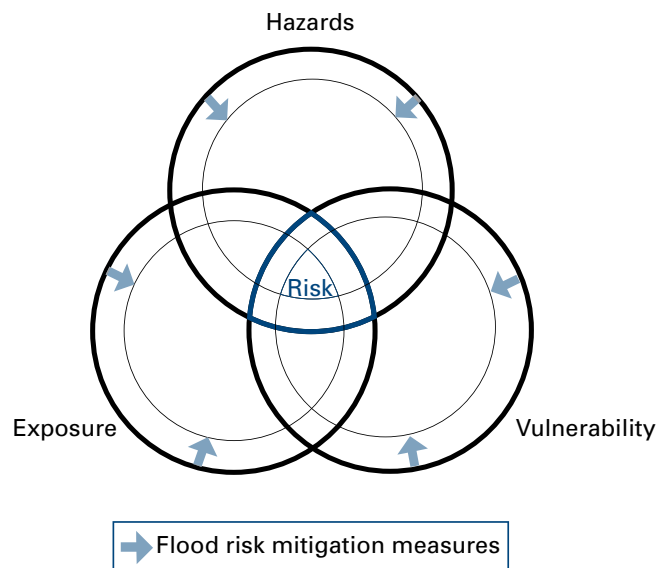 Hazards
Risk
Exposure
Vulnerability
Flood risk mitigation measures